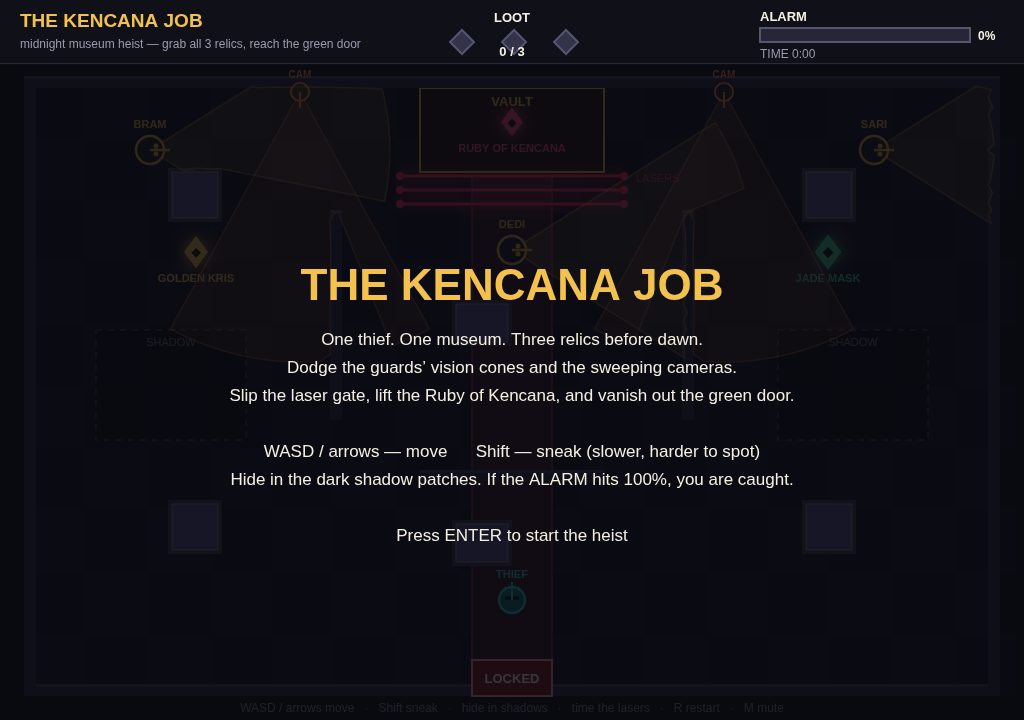 THE KENCANA JOB
midnight museum heist — grab all 3 relics, reach the green door
LOOT
0 / 3
ALARM
0%
TIME 0:00
CAM
CAM
BRAM
VAULT
SARI
RUBY OF KENCANA
LASERS
DEDI
GOLDEN KRIS
JADE MASK
THE KENCANA JOB
One thief. One museum. Three relics before dawn.
SHADOW
SHADOW
Dodge the guards’ vision cones and the sweeping cameras.
Slip the laser gate, lift the Ruby of Kencana, and vanish out the green door.
WASD / arrows — move Shift — sneak (slower, harder to spot)
Hide in the dark shadow patches. If the ALARM hits 100%, you are caught.
Press ENTER to start the heist
THIEF
LOCKED
WASD / arrows move · Shift sneak · hide in shadows · time the lasers · R restart · M mute